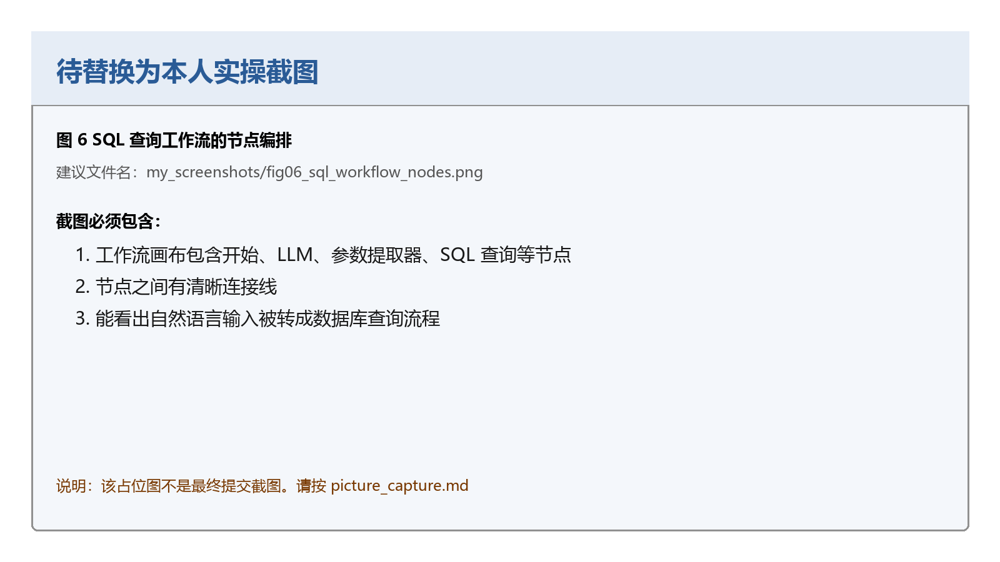 待替换为本人实操截图
图 6 SQL 查询工作流的节点编排
建议文件名：my_screenshots/fig06_sql_workflow_nodes.png
截图必须包含：
1. 工作流画布包含开始、LLM、参数提取器、SQL 查询等节点
2. 节点之间有清晰连接线
3. 能看出自然语言输入被转成数据库查询流程
说明：该占位图不是最终提交截图。请按 picture_capture.md